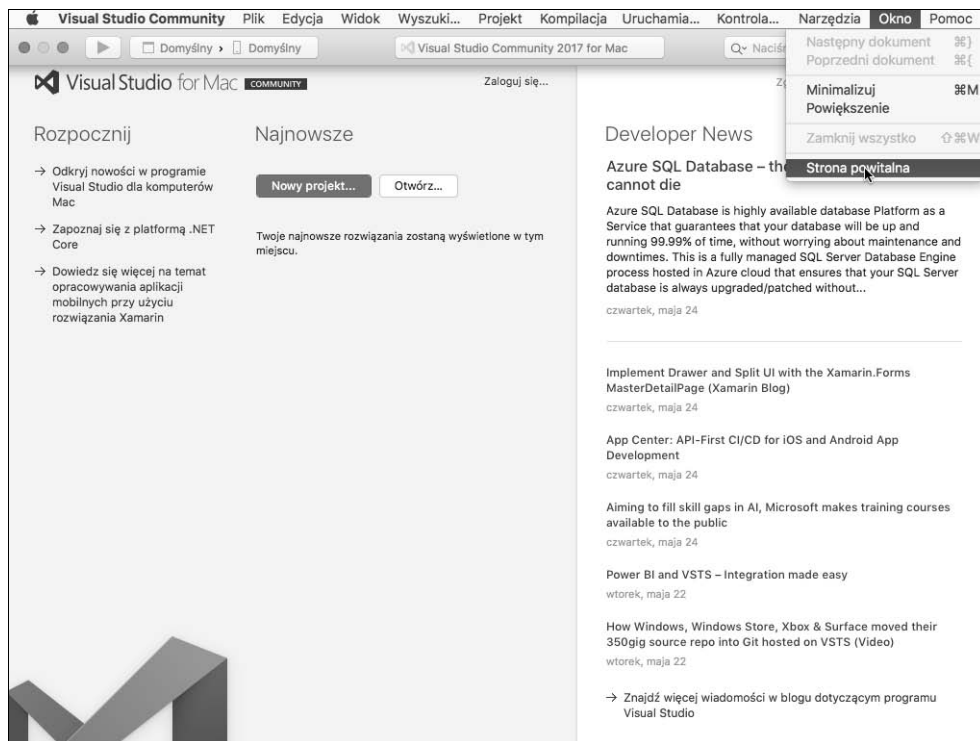 Visual Studio Community Plik Edycja Widok Wyszuki... Projekt Kompilacja Uruchamia... Kontrola... Narzędzia Okno Pomoc
Domyślny › Domyślny
Visual Studio Community 2017 for Mac
Następny dokument ⌘}
Poprzedni dokument ⌘{
Minimalizuj ⌘M
Powiększenie
Zamknij wszystko ⇧⌘W
Strona powitalna
Visual Studio for Mac COMMUNITY
Zaloguj się...
Rozpocznij
→ Odkryj nowości w programie
Visual Studio dla komputerów
Mac
→ Zapoznaj się z platformą .NET
Core
→ Dowiedz się więcej na temat
opracowywania aplikacji
mobilnych przy użyciu
rozwiązania Xamarin
Najnowsze
Nowy projekt... Otwórz...
Twoje najnowsze rozwiązania zostaną wyświetlone w tym
miejscu.
Developer News
Azure SQL Database –
cannot die
Azure SQL Database is highly available database Platform as a
Service that guarantees that your database will be up and
running 99.99% of time, without worrying about maintenance and
downtimes. This is a fully managed SQL Server Database Engine
process hosted in Azure cloud that ensures that your SQL Server
database is always upgraded/patched without...
czwartek, maja 24
Implement Drawer and Split UI with the Xamarin.Forms
MasterDetailPage (Xamarin Blog)
czwartek, maja 24
App Center: API-First CI/CD for iOS and Android App
Development
czwartek, maja 24
Aiming to fill skill gaps in AI, Microsoft makes training courses
available to the public
czwartek, maja 24
Power BI and VSTS – Integration made easy
wtorek, maja 22
How Windows, Windows Store, Xbox & Surface moved their
350gig source repo into Git hosted on VSTS (Video)
wtorek, maja 22
→ Znajdź więcej wiadomości w blogu dotyczącym programu
Visual Studio